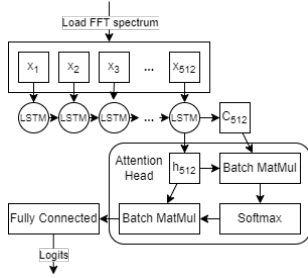 Load FFT spectrum
X1 X2 X3 ... X512
LSTM LSTM LSTM ... LSTM C512
Attention
Head
h512 Batch MatMul
Fully Connected Batch MatMul Softmax
Logits